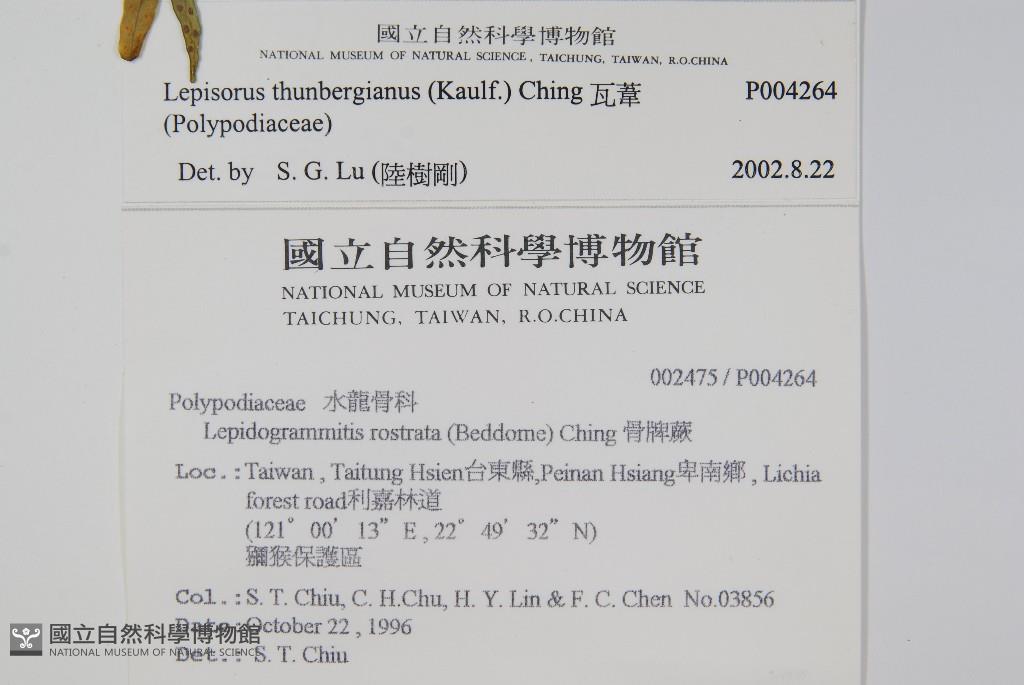 國立自然科學博物館
NATIONAL MUSEUM OF NATURAL SCIENCE, TAICHUNG, TAIWAN, R.O.CHINA
Lepisorus thunbergianus (Kaulf.) Ching 瓦葦 P004264
(Polypodiaceae)
Det. by S. G. Lu (陸樹剛) 2002.8.22
國立自然科學博物館
NATIONAL MUSEUM OF NATURAL SCIENCE
TAICHUNG, TAIWAN, R.O.CHINA
002475 / P004264
Polypodiaceae 水龍骨科
Lepidogrammitis rostrata (Beddome) Ching 骨牌蕨
Loc.:Taiwan , Taitung Hsien台東縣,Peinan Hsiang卑南鄉 , Lichia
forest road利嘉林道
(121° 00' 13" E , 22° 49' 32" N)
獼猴保護區
Col.:S. T. Chiu, C. H.Chu, H. Y. Lin & F. C. Chen No.03856
Date:October 22 , 1996
Det.: S. T. Chiu
國立自然科學博物館
NATIONAL MUSEUM OF NATURAL SCIENCE